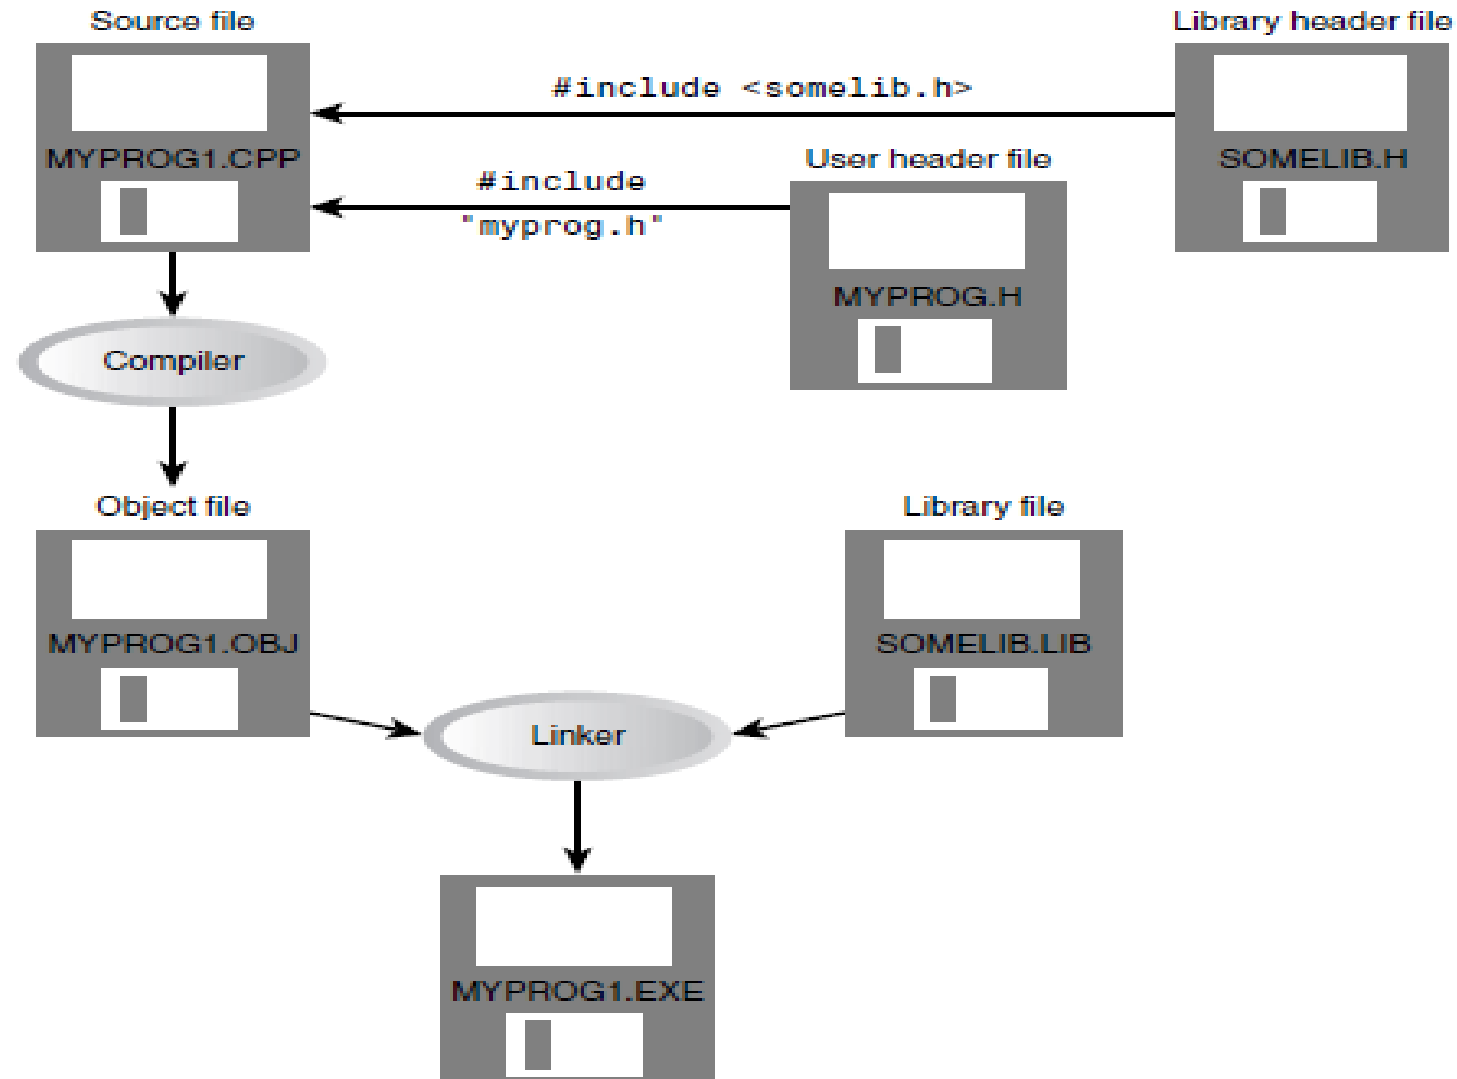 Source file
Library header file
#include <somelib.h>
MYPROG1.CPP
User header file
SOMELIB.H
#include
"myprog.h"
MYPROG.H
Compiler
Object file
Library file
MYPROG1.OBJ
SOMELIB.LIB
Linker
MYPROG1.EXE